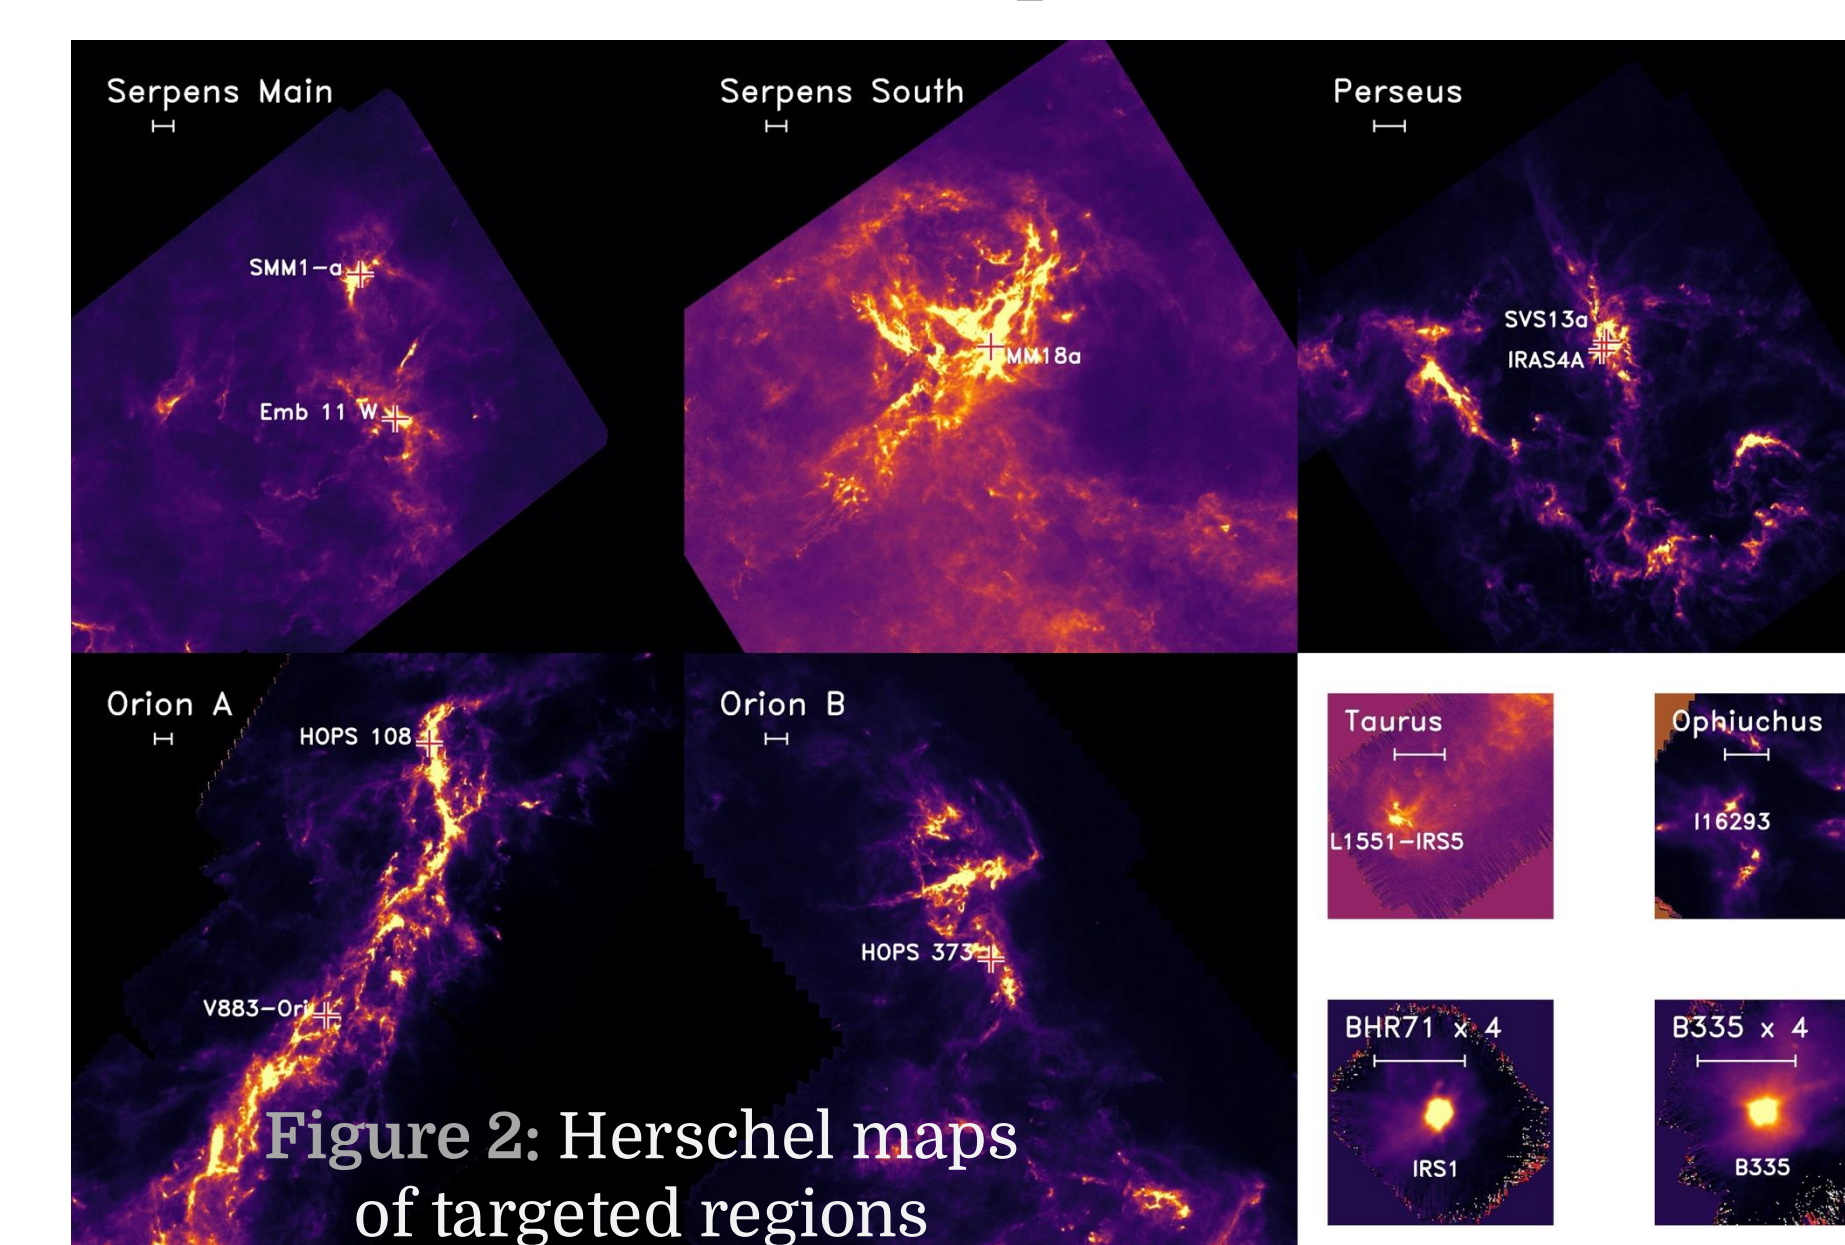 Serpens Main
SMM1-a
Emb 11 W
Serpens South
MM18a
Perseus
SVS13a
IRAS4A
Orion A
HOPS 108
V883-Ori
Orion B
HOPS 373
Taurus
L1551-IRS5
Ophiuchus
I16293
BHR71 x 4
IRS1
B335 x 4
B335
Figure 2: Herschel maps
of targeted regions